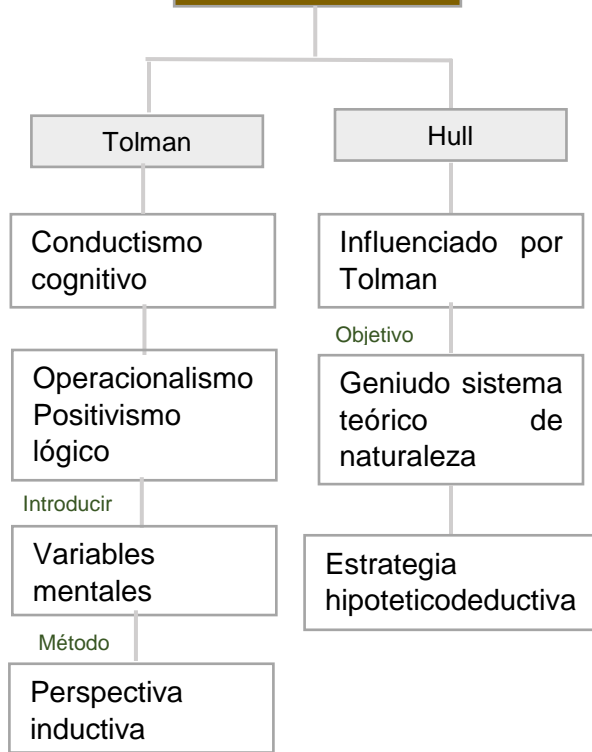 Tolman
Conductismo
cognitivo
Operacionalismo
Positivismo
lógico
Introducir
Variables
mentales
Método
Perspectiva
inductiva
Hull
Influenciado por
Tolman
Objetivo
Geniudo sistema
teórico de
naturaleza
Estrategia
hipoteticodeductiva